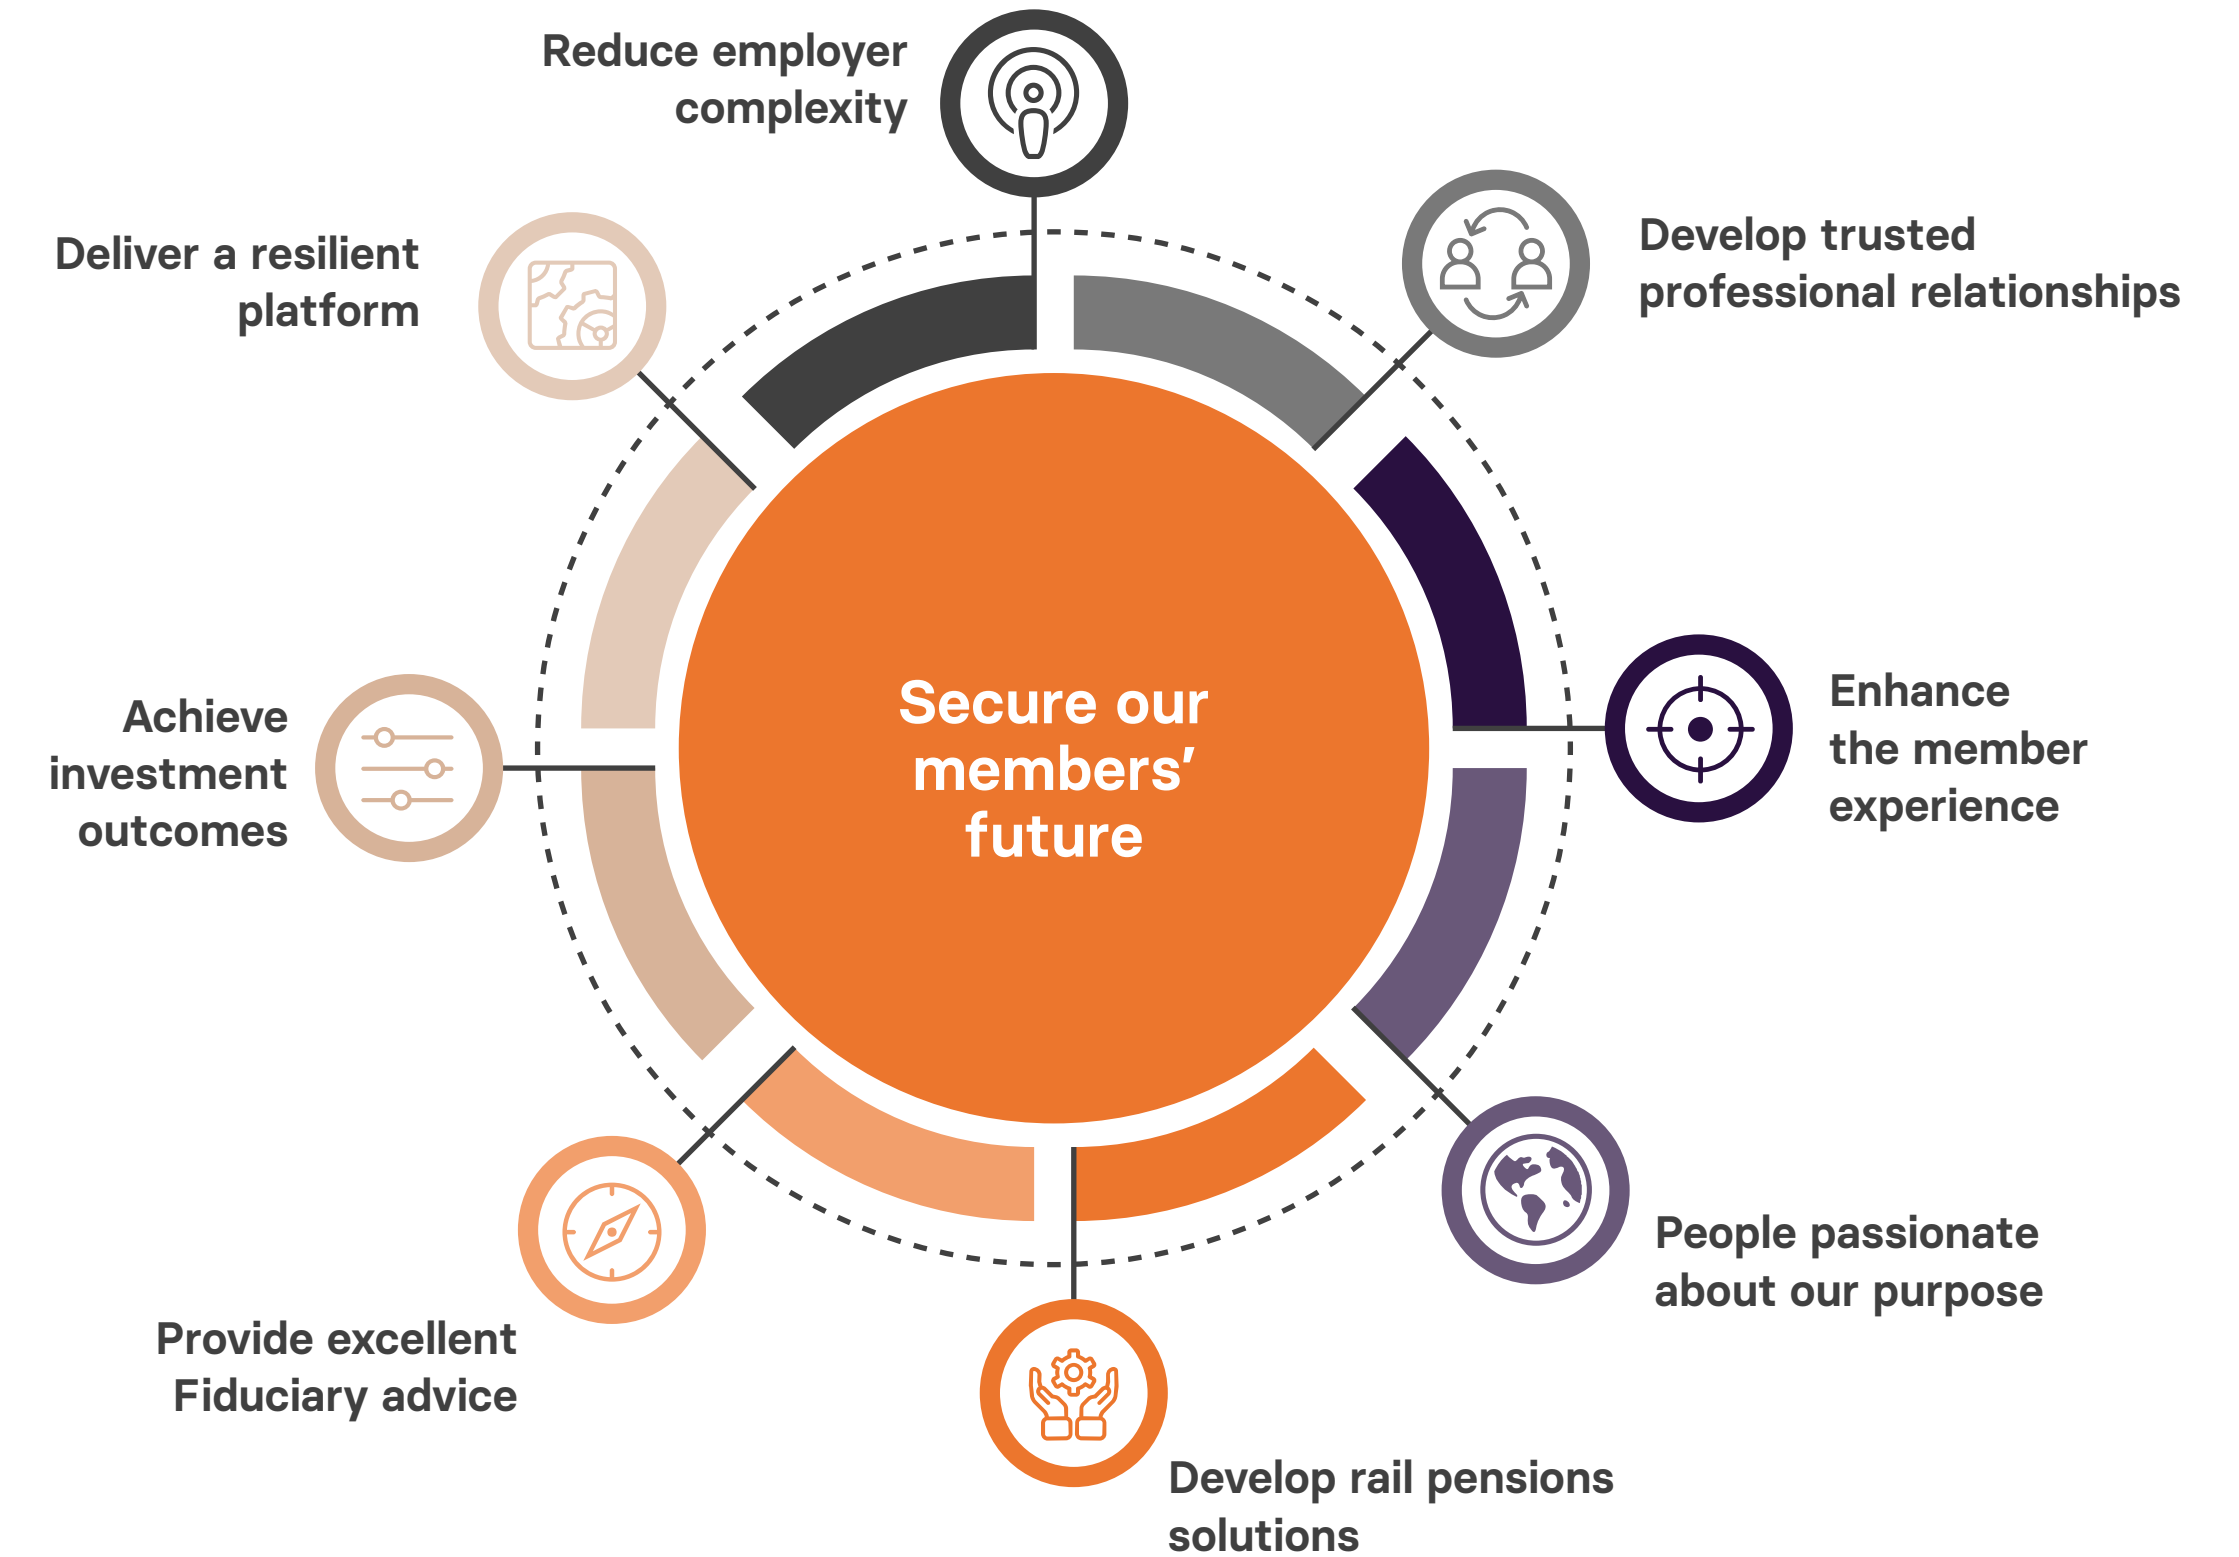 Reduce employer
complexity
Develop trusted
professional relationships
Enhance
the member
experience
People passionate
about our purpose
Develop rail pensions
solutions
Provide excellent
Fiduciary advice
Achieve
investment
outcomes
Deliver a resilient
platform
Secure our
members’
future